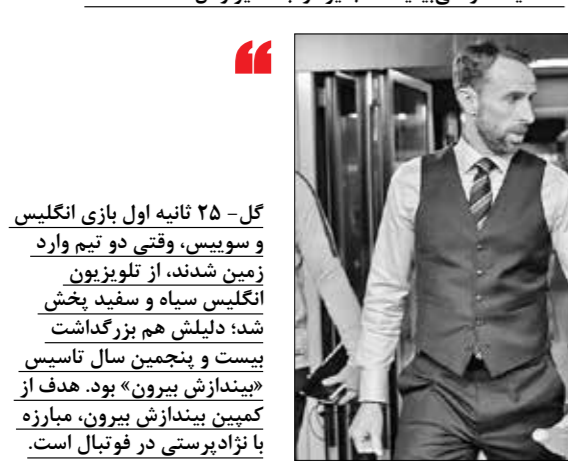 گل- ۲۵ ثانیه اول بازی انگلیس
و سوییس، وقتی دو تیم وارد
زمین شدند، از تلویزیون
انگلیس سیاه و سفید پخش
شد؛ دلیلش هم بزرگداشت
بیست و پنجمین سال تاسیس
«بیندازش بیرون» بود. هدف از
کمپین بیندازش بیرون، مبارزه
با نژادپرستی در فوتبال است.